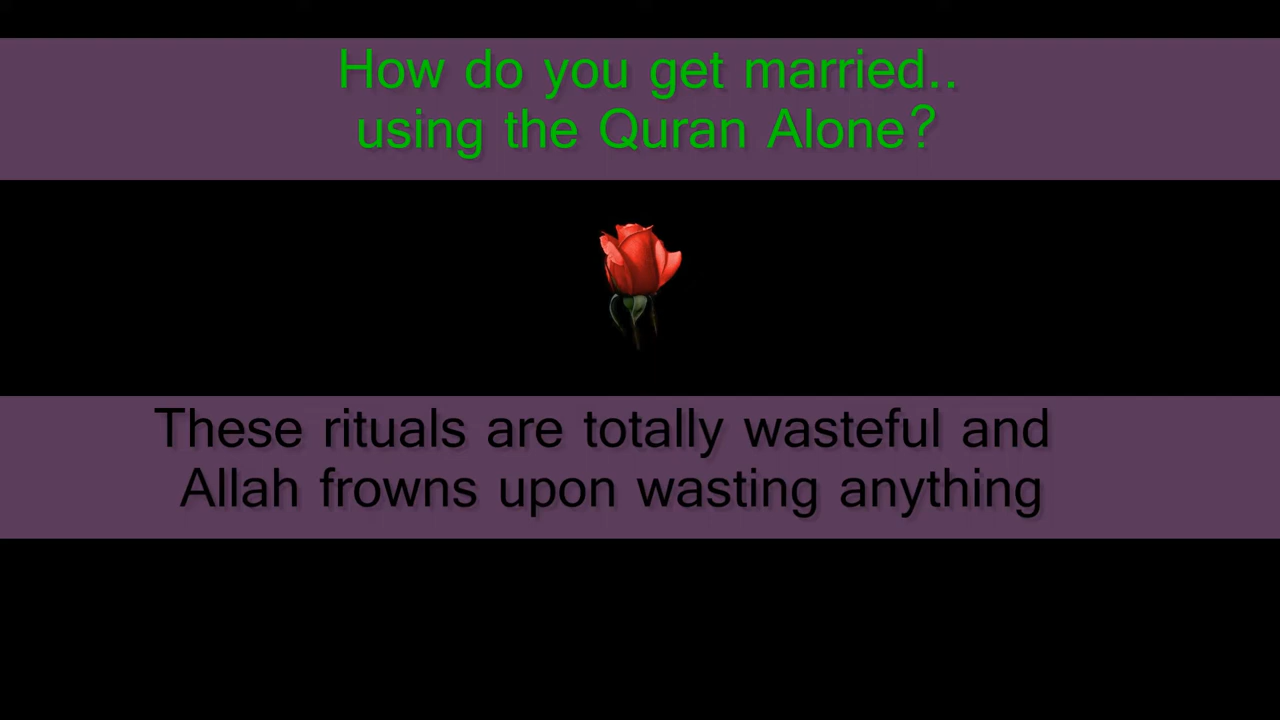 How do you get married..
using the Quran Alone?
These rituals are totally wasteful and
Allah frowns upon wasting anything